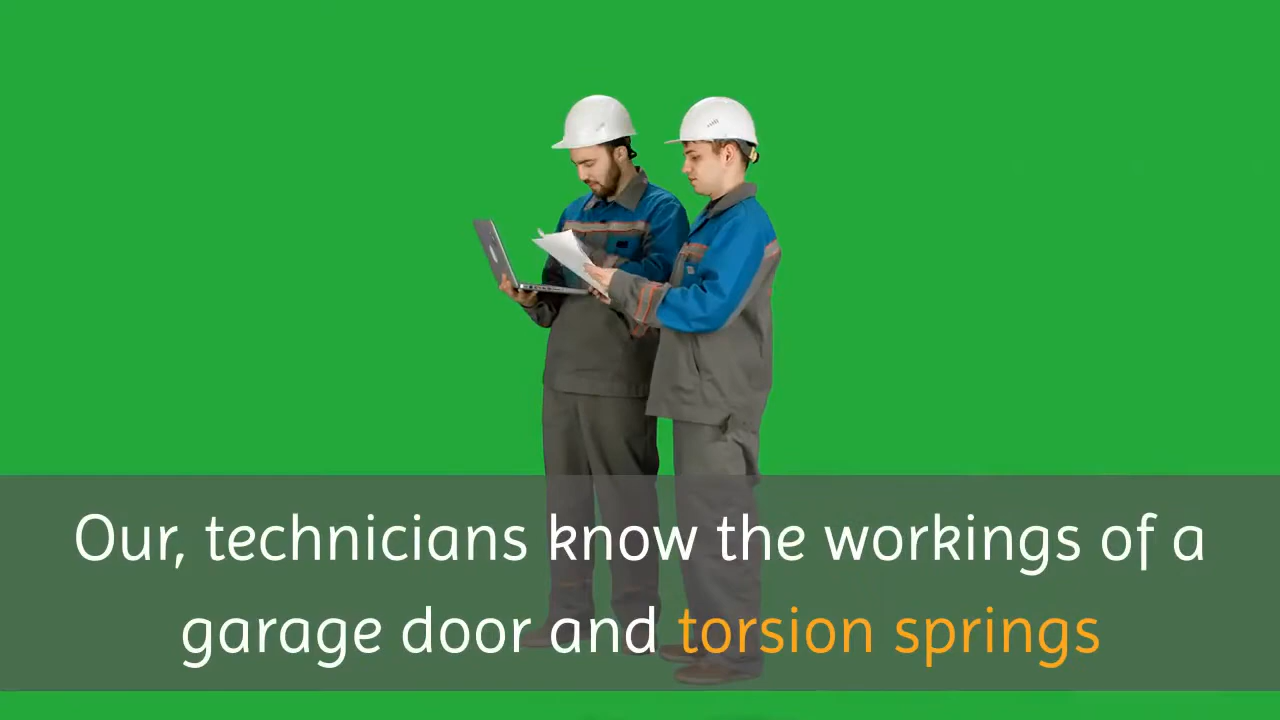 Our, technicians know the workings of a
garage door and torsion springs